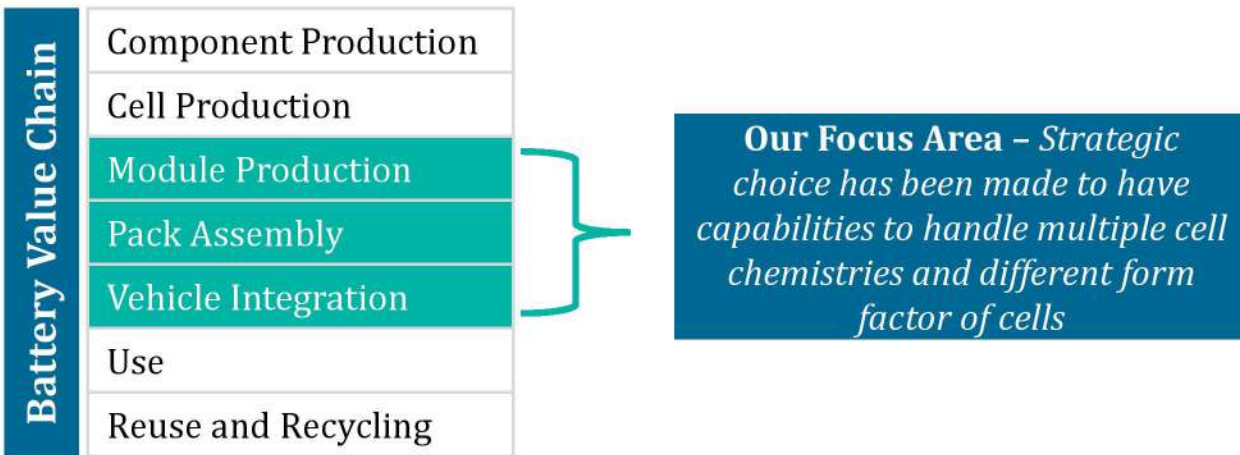 Battery Value Chain
Component Production
Cell Production
Module Production
Pack Assembly
Vehicle Integration
Use
Reuse and Recycling
Our Focus Area – Strategic
choice has been made to have
capabilities to handle multiple cell
chemistries and different form
factor of cells